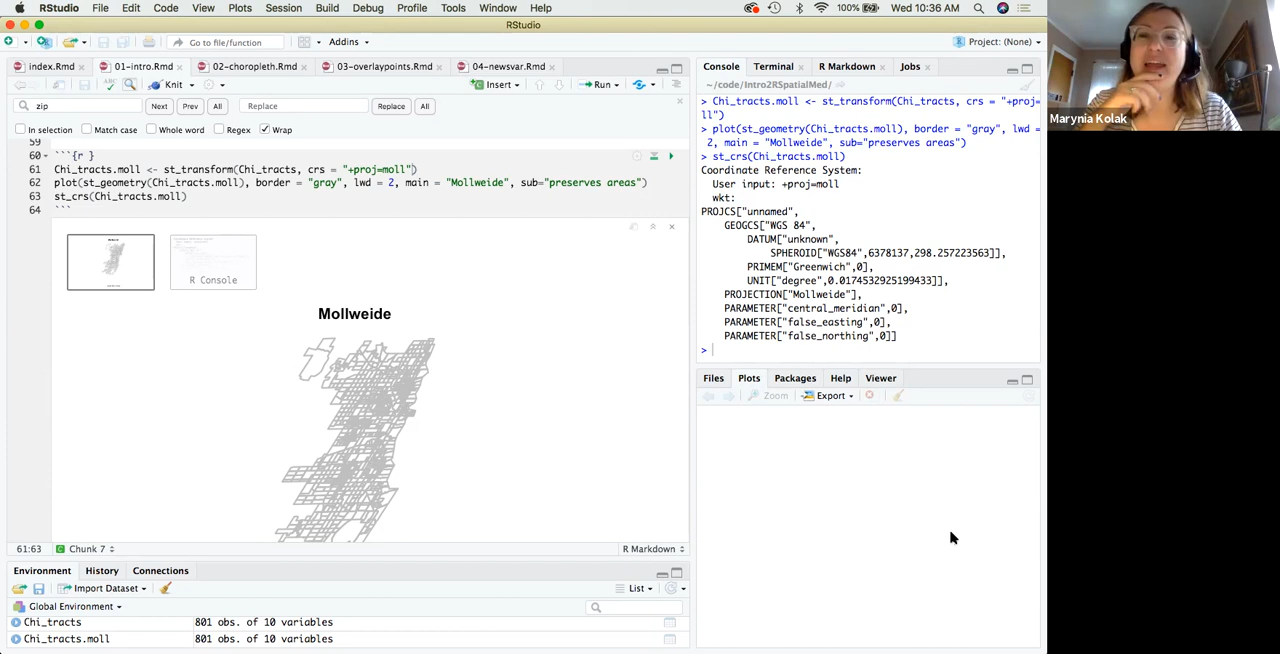 RStudio File Edit Code View Plots Session Build Debug Profile Tools Window Help 100% Wed 10:36 AM
RStudio
Go to file/function Addins Project: (None)
index.Rmd 01-intro.Rmd 02-choropleth.Rmd 03-overlaypoints.Rmd 04-newsvar.Rmd
Knit Insert Run
zip Next Prev All Replace Replace All
In selection Match case Whole word Regex Wrap
59
60 ```{r }
61 Chi_tracts.moll <- st_transform(Chi_tracts, crs = "+proj=moll")
62 plot(st_geometry(Chi_tracts.moll), border = "gray", lwd = 2, main = "Mollweide", sub="preserves areas")
63 st_crs(Chi_tracts.moll)
64 ```
R Console
Mollweide
61:63 Chunk 7 R Markdown
Environment History Connections
Import Dataset List
Global Environment
Chi_tracts 801 obs. of 10 variables
Chi_tracts.moll 801 obs. of 10 variables
Console Terminal R Markdown Jobs
~/code/Intro2RSpatialMed/
> Chi_tracts.moll <- st_transform(Chi_tracts, crs = "+proj=
ll")
> plot(st_geometry(Chi_tracts.moll), border = "gray", lwd =
2, main = "Mollweide", sub="preserves areas")
> st_crs(Chi_tracts.moll)
Coordinate Reference System:
User input: +proj=moll
wkt:
PROJCS["unnamed",
GEOGCS["WGS 84",
DATUM["unknown",
SPHEROID["WGS84",6378137,298.257223563]],
PRIMEM["Greenwich",0],
UNIT["degree",0.0174532925199433]],
PROJECTION["Mollweide"],
PARAMETER["central_meridian",0],
PARAMETER["false_easting",0],
PARAMETER["false_northing",0]]
>
Files Plots Packages Help Viewer
Zoom Export
Marynia Kolak